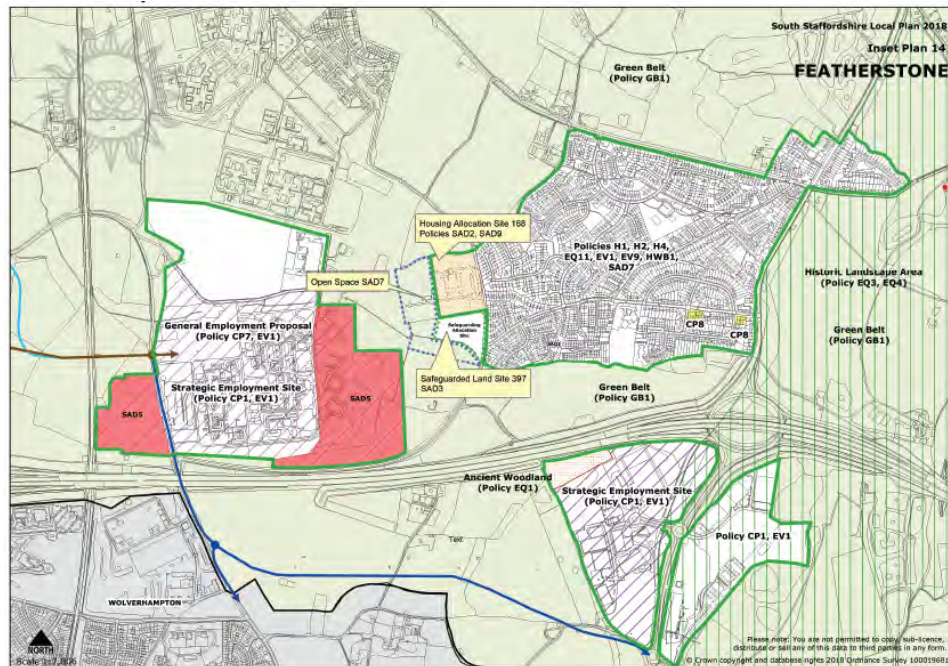 South Staffordshire Local Plan 2018
Inset Plan 14
FEATHERSTONE
Green Belt
(Policy GB1)
Housing Allocation Site 168
Policies SAD2, SAD9
Policies H1, H2, H4,
EQ11, EV1, EV9, HWB1,
SAD7
Open Space SAD7
Historic Landscape Area
(Policy EQ3, EQ4)
General Employment Proposal
(Policy CP7, EV1)
Safeguarding
Allocation
Site
CP8
CP8
Green Belt
(Policy GB1)
Strategic Employment Site
(Policy CP1, EV1)
Safeguarded Land Site 397
SAD3
Green Belt
(Policy GB1)
SAD5
SAD5
Ancient Woodland
(Policy EQ1)
Strategic Employment Site
(Policy CP1, EV1)
Policy CP1, EV1
Text
WOLVERHAMPTON
NORTH
Please note: You are not permitted to copy, sub-licence,
distribute or sell any of this data to third parties in any form
© Crown copyright and database rights 2018 Ordnance Survey